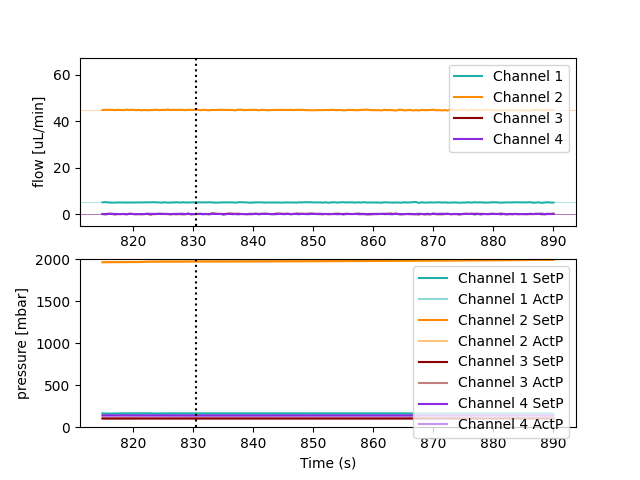 60
40
20
0
flow [uL/min]
Channel 1
Channel 2
Channel 3
Channel 4
820 830 840 850 860 870 880 890
2000
1500
1000
500
0
pressure [mbar]
Channel 1 SetP
Channel 1 ActP
Channel 2 SetP
Channel 2 ActP
Channel 3 SetP
Channel 3 ActP
Channel 4 SetP
Channel 4 ActP
820 830 840 850 860 870 880 890
Time (s)